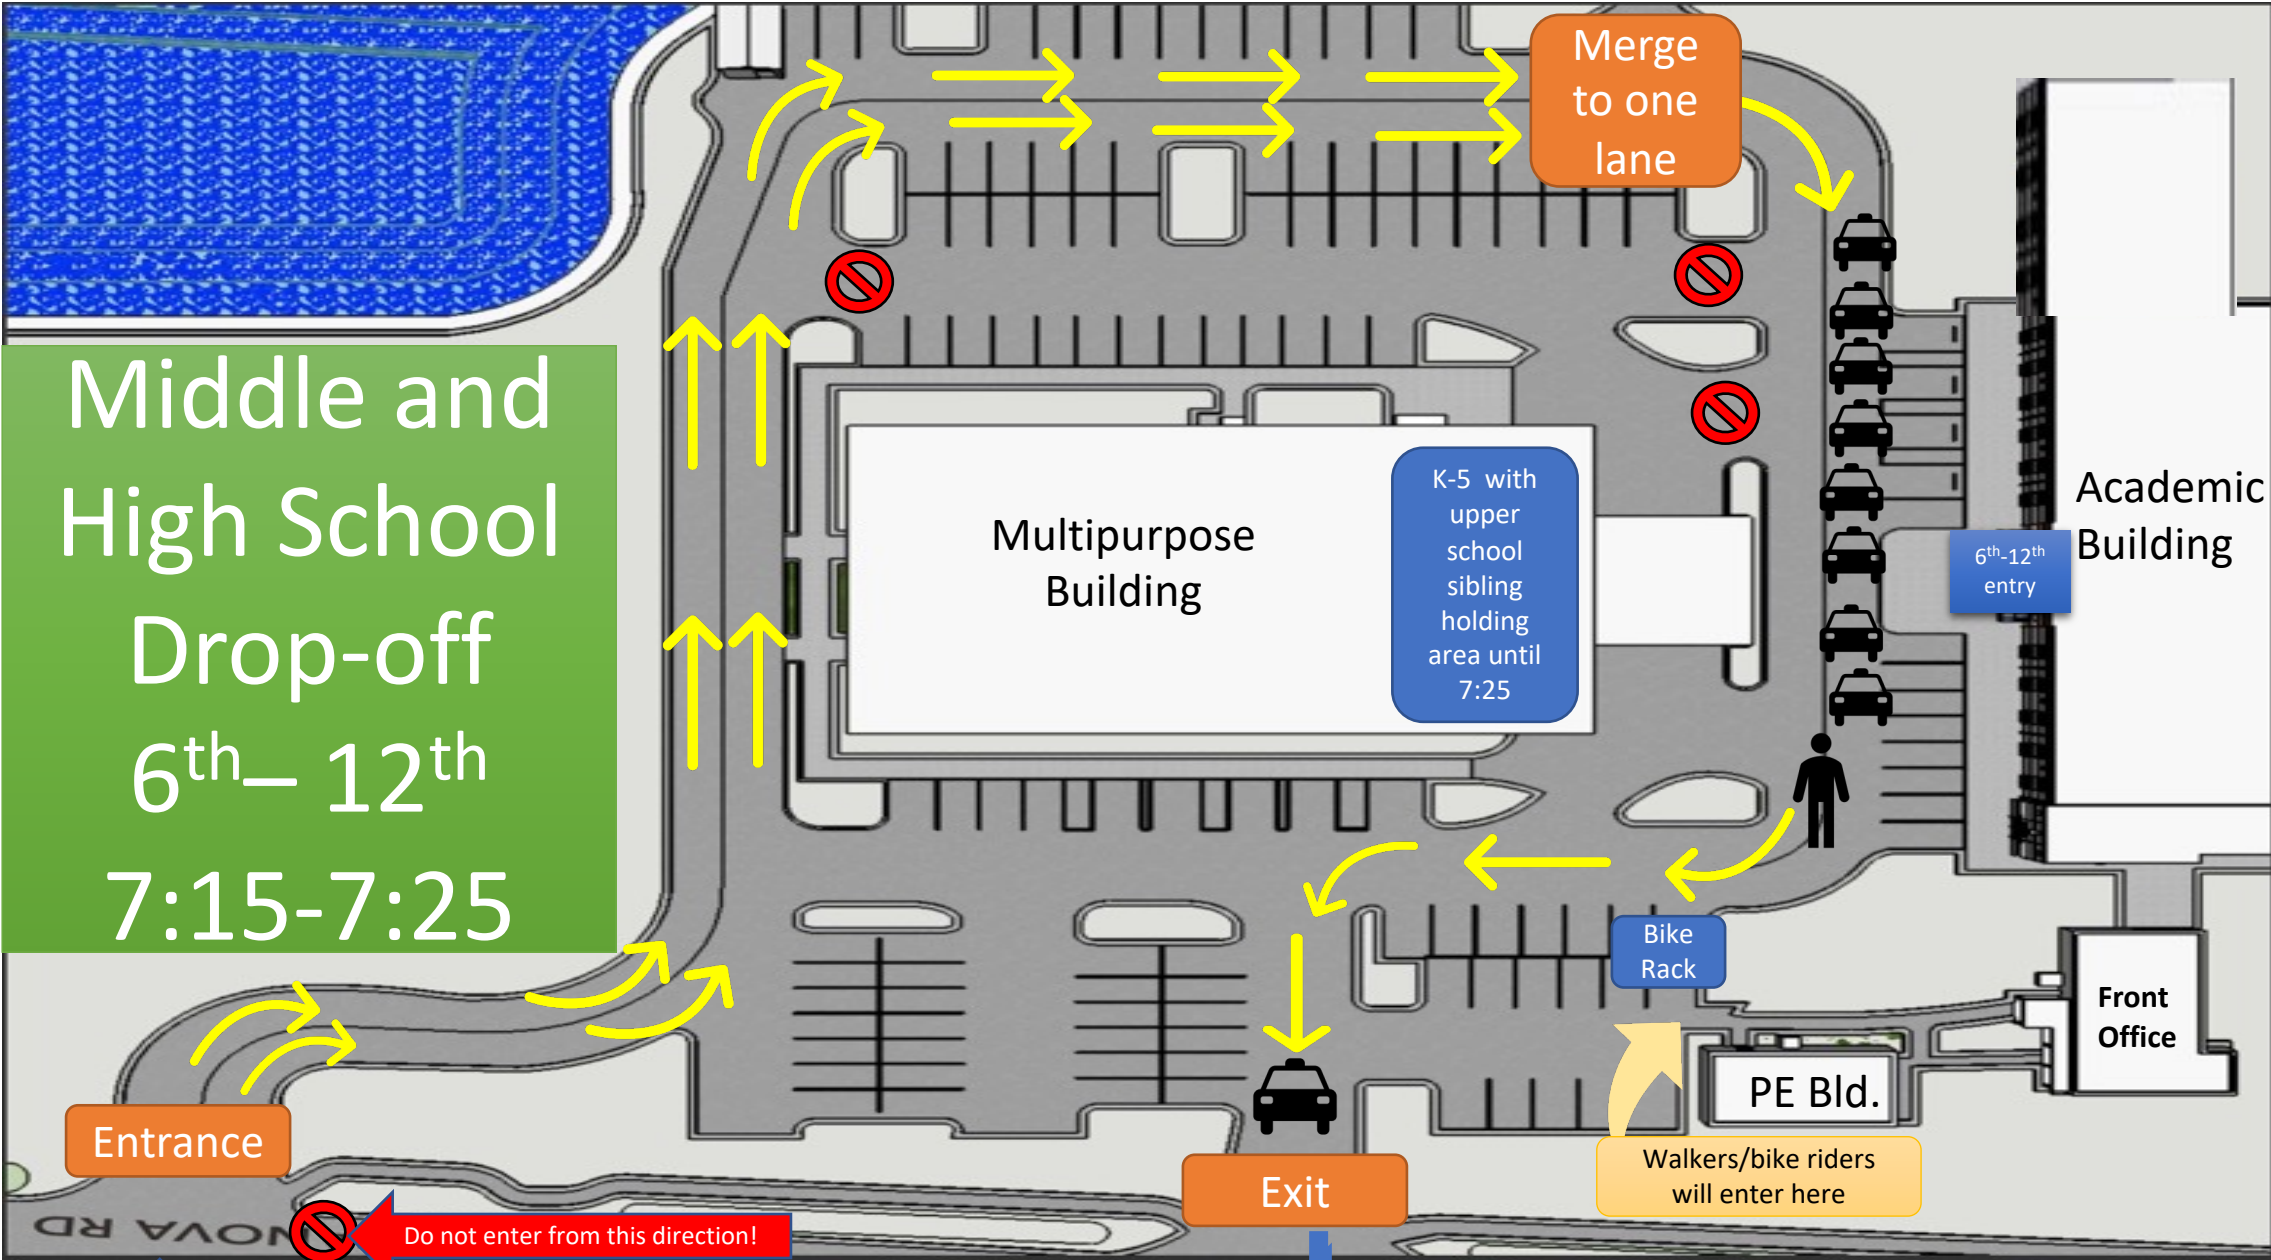 Merge
to one
lane
Middle and
High School
Drop-off
6th– 12th
7:15-7:25
Multipurpose
Building
K-5 with
upper
school
sibling
holding
area until
7:25
Academic
Building
6th-12th
entry
Bike
Rack
Front
Office
PE Bld.
Entrance
Walkers/bike riders
will enter here
Exit
NOVA RD
Do not enter from this direction!